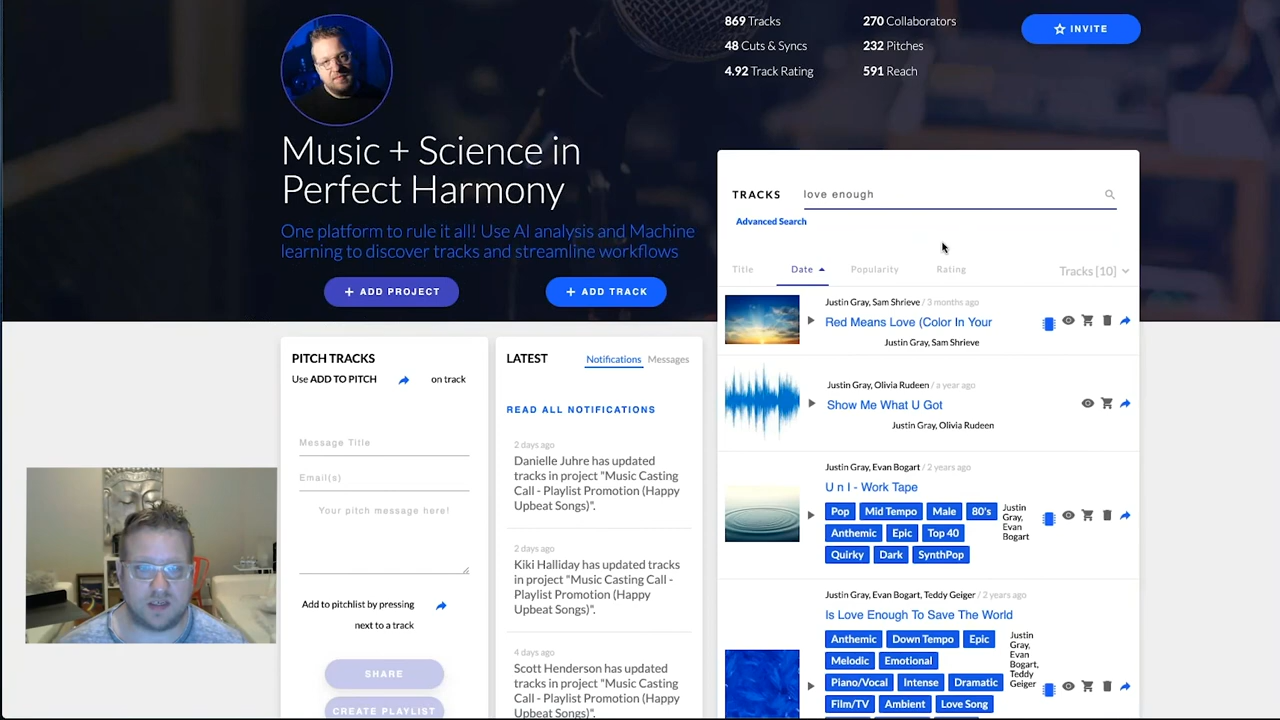 869 Tracks
270 Collaborators
INVITE
48 Cuts & Syncs
232 Pitches
4.92 Track Rating
591 Reach
Music + Science in
Perfect Harmony
One platform to rule it all! Use AI analysis and Machine
learning to discover tracks and streamline workflows
+ ADD PROJECT
+ ADD TRACK
PITCH TRACKS
Use ADD TO PITCH on track
Message Title
Email(s)
Your pitch message here!
Add to pitchlist by pressing
next to a track
SHARE
CREATE PLAYLIST
LATEST
Notifications
Messages
READ ALL NOTIFICATIONS
2 days ago
Danielle Juhre has updated
tracks in project "Music Casting
Call - Playlist Promotion (Happy
Upbeat Songs)".
2 days ago
Kiki Halliday has updated
tracks in project "Music Casting Call -
Playlist Promotion (Happy
Upbeat Songs)".
4 days ago
Scott Henderson has updated
tracks in project "Music Casting
Call - Playlist Promotion (Happy
TRACKS
love enough
Advanced Search
Title
Date
Popularity
Rating
Tracks [10]
Justin Gray, Sam Shrieve / 3 months ago
Red Means Love (Color In Your
Justin Gray, Sam Shrieve
Justin Gray, Olivia Rudeen / a year ago
Show Me What U Got
Justin Gray, Olivia Rudeen
Justin Gray, Evan Bogart / 2 years ago
U n I - Work Tape
Pop Mid Tempo Male 80's
Anthemic Epic Top 40
Quirky Dark SynthPop
Justin
Gray,
Evan
Bogart
Justin Gray, Evan Bogart, Teddy Geiger / 2 years ago
Is Love Enough To Save The World
Anthemic Down Tempo Epic
Melodic Emotional
Piano/Vocal Intense Dramatic
Film/TV Ambient Love Song
Justin
Gray,
Evan
Bogart,
Teddy
Geiger